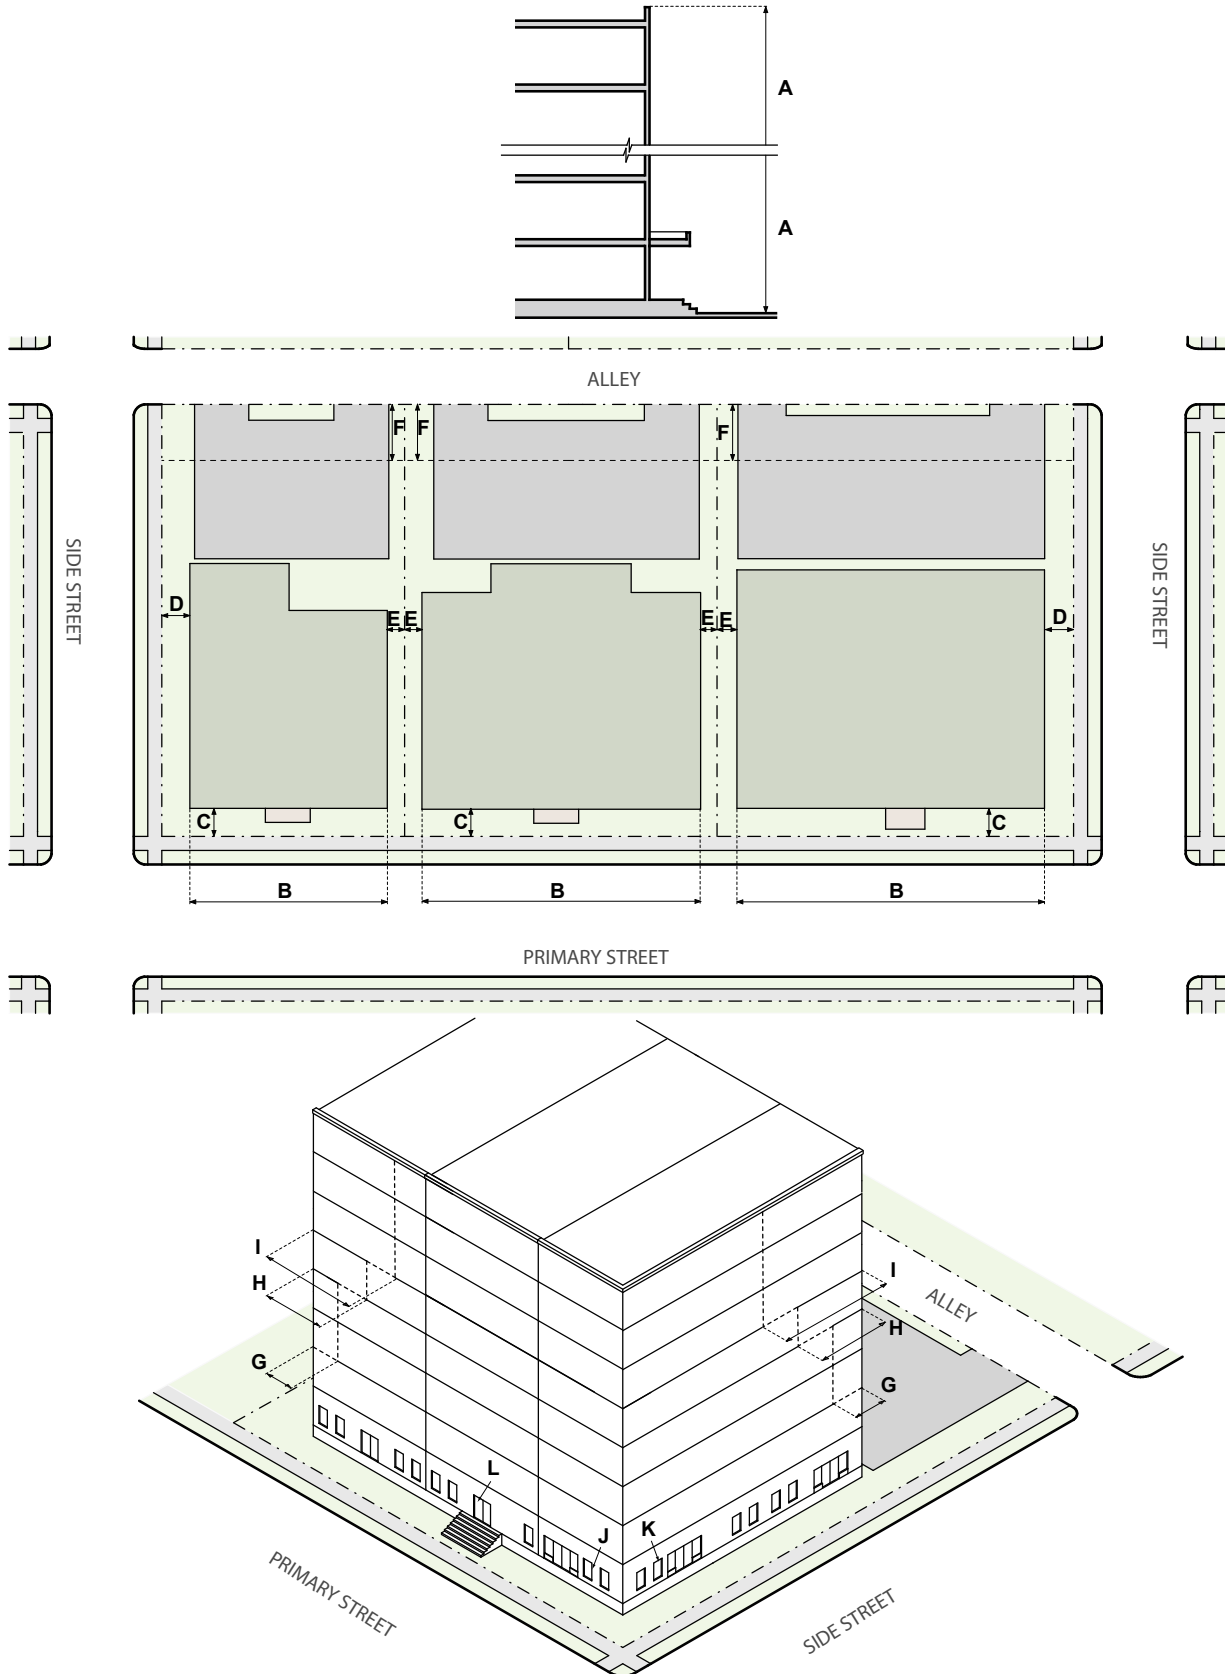 A
A
ALLEY
F F F
SIDE STREET
SIDE STREET
D E E E E D
C C C
B B B
PRIMARY STREET
I
H
G
I
ALLEY
H
G
L
J
K
PRIMARY STREET
SIDE STREET